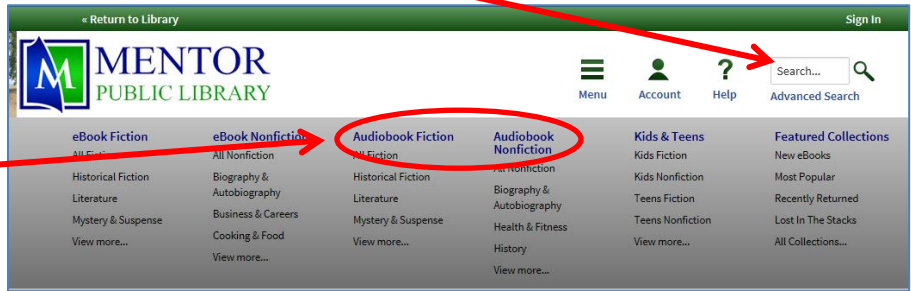 « Return to Library
Sign In
MENTOR
PUBLIC LIBRARY
Menu
Account
?
Help
Search...
Advanced Search
eBook Fiction
All Fiction
Historical Fiction
Literature
Mystery & Suspense
View more...
eBook Nonfiction
All Nonfiction
Biography &
Autobiography
Business & Careers
Cooking & Food
View more...
Audiobook Fiction
All Fiction
Historical Fiction
Literature
Mystery & Suspense
View more...
Audiobook
Nonfiction
All Nonfiction
Biography &
Autobiography
Health & Fitness
History
View more...
Kids & Teens
Kids Fiction
Kids Nonfiction
Teens Fiction
Teens Nonfiction
View more...
Featured Collections
New eBooks
Most Popular
Recently Returned
Lost In The Stacks
All Collections...